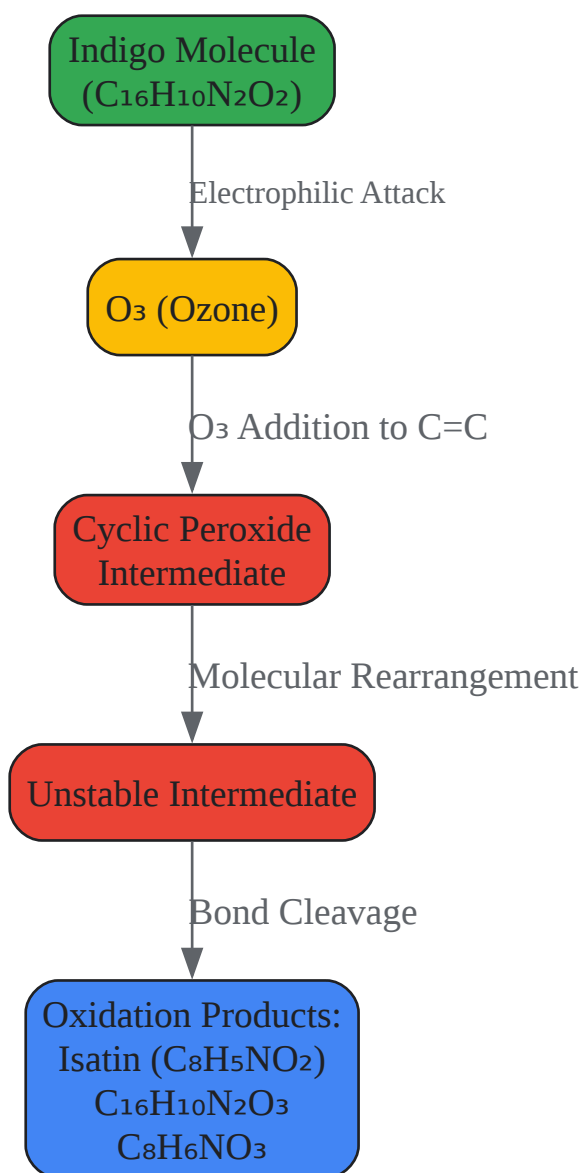 Indigo Molecule
(C₁₆H₁₀N₂O₂)
Electrophilic Attack
O₃ (Ozone)
O₃ Addition to C=C
Cyclic Peroxide
Intermediate
Molecular Rearrangement
Unstable Intermediate
Bond Cleavage
Oxidation Products:
Isatin (C₈H₅NO₂)
C₁₆H₁₀N₂O₃
C₈H₆NO₃